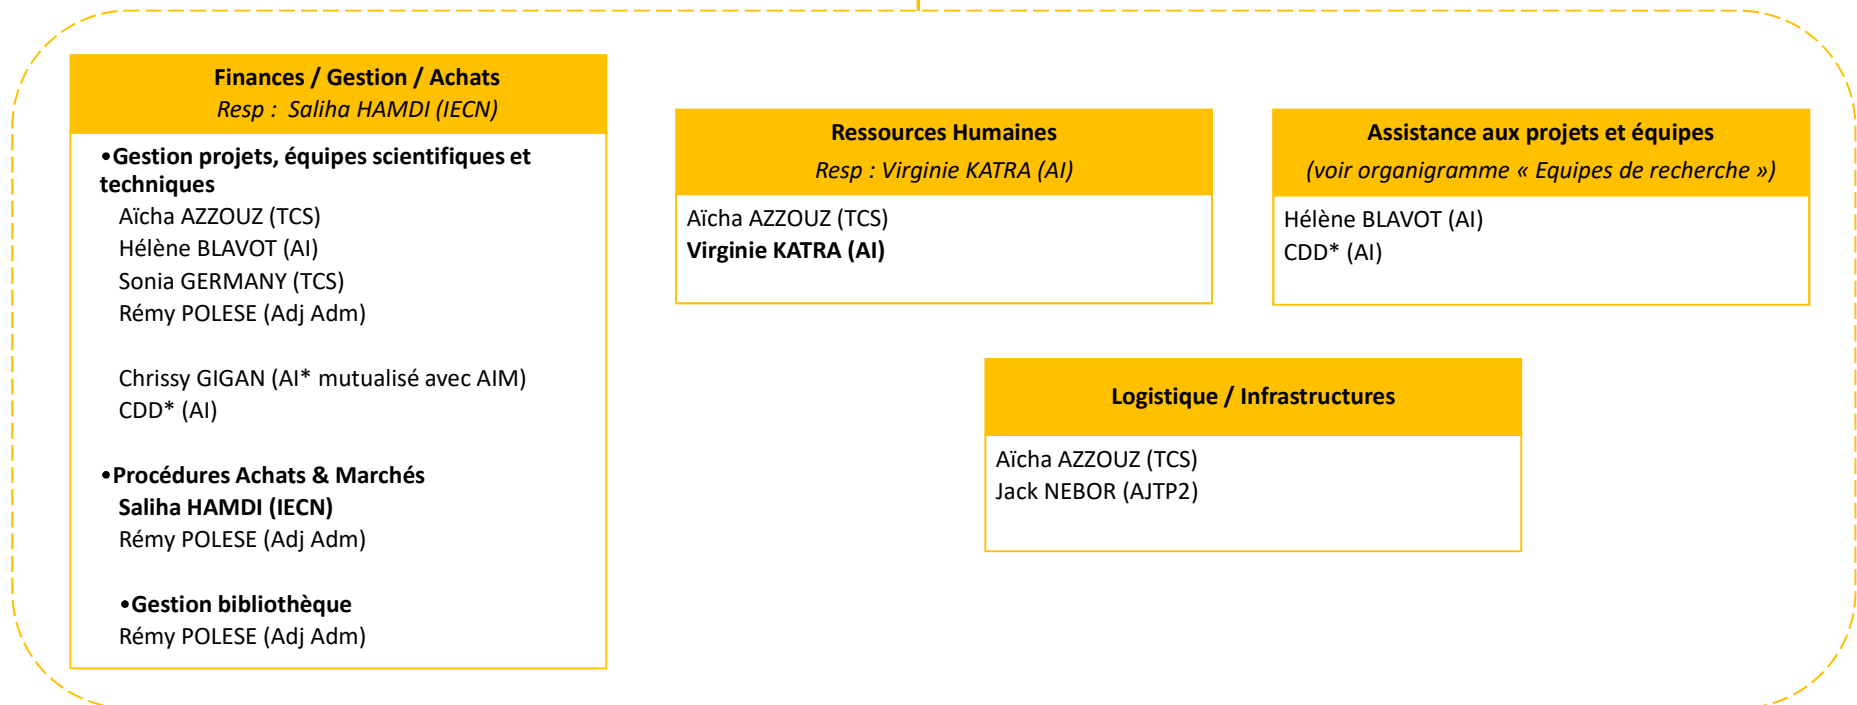 Finances / Gestion / Achats
Resp :  Saliha HAMDI (IECN)
•Gestion projets, équipes scientifiques et
techniques
Aïcha AZZOUZ (TCS)
Hélène BLAVOT (AI)
Sonia GERMANY (TCS)
Rémy POLESE (Adj Adm)
Chrissy GIGAN (AI* mutualisé avec AIM)
CDD* (AI)
•Procédures Achats & Marchés
Saliha HAMDI (IECN)
Rémy POLESE (Adj Adm)
•Gestion bibliothèque
Rémy POLESE (Adj Adm)
Ressources Humaines
Resp : Virginie KATRA (AI)
Aïcha AZZOUZ (TCS)
Virginie KATRA (AI)
Assistance aux projets et équipes
(voir organigramme « Equipes de recherche »)
Hélène BLAVOT (AI)
CDD* (AI)
Logistique / Infrastructures
Aïcha AZZOUZ (TCS)
Jack NEBOR (AJTP2)